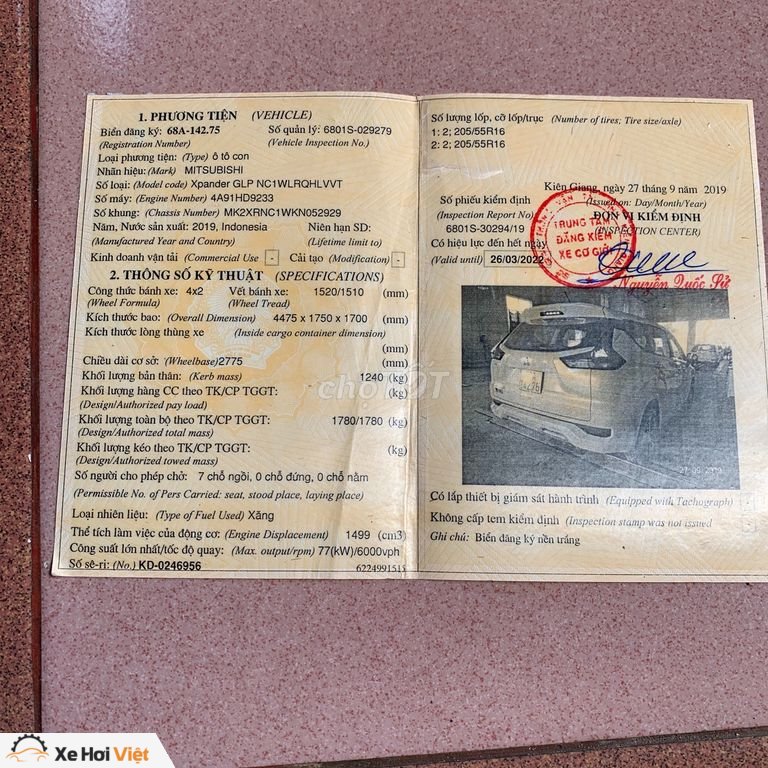 1. PHƯƠNG TIỆN (VEHICLE)
Biển đăng ký: 68A-142.75 Số quản lý: 6801S-029279
(Registration Number) (Vehicle Inspection No.)
Loại phương tiện: (Type) ô tô con
Nhãn hiệu: (Mark) MITSUBISHI
Số loại: (Model code) Xpander GLP NC1WLRQHLVVT
Số máy: (Engine Number) 4A91HD9233
Số khung: (Chassis Number) MK2XRNC1WKN052929
Năm, Nước sản xuất: 2019, Indonesia Niên hạn SD:
(Manufactured Year and Country) (Lifetime limit to)
Kinh doanh vận tải (Commercial Use) - Cải tạo (Modification) -
2. THÔNG SỐ KỸ THUẬT (SPECIFICATIONS)
Công thức bánh xe: 4x2 Vết bánh xe: 1520/1510 (mm)
(Wheel Formula) (Wheel Tread)
Kích thước bao: (Overall Dimension) 4475 x 1750 x 1700 (mm)
Kích thước lòng thùng xe (Inside cargo container dimension)
(mm)
Chiều dài cơ sở: (Wheelbase)2775 (mm)
Khối lượng bản thân: (Kerb mass) 1240 (kg)
Khối lượng hàng CC theo TK/CP TGGT: (kg)
(Design/Authorized pay load)
Khối lượng toàn bộ theo TK/CP TGGT: 1780/1780 (kg)
(Design/Authorized total mass)
Khối lượng kéo theo TK/CP TGGT: (kg)
(Design/Authorized towed mass)
Số người cho phép chở: 7 chỗ ngồi, 0 chỗ đứng, 0 chỗ nằm
(Permissible No. of Pers Carried: seat, stood place, laying place)
Loại nhiên liệu: (Type of Fuel Used) Xăng
Thể tích làm việc của động cơ: (Engine Displacement) 1499 (cm3)
Công suất lớn nhất/tốc độ quay: (Max. output/rpm) 77(kW)/6000vph
Số sê-ri: (No.) KD-0246956 6224991515
Số lượng lốp, cỡ lốp/trục (Number of tires; Tire size/axle)
1: 2; 205/55R16
2: 2; 205/55R16
Kiên Giang, ngày 27 tháng 9 năm 2019
Số phiếu kiểm định (Issued on: Day/Month/Year)
(Inspection Report No) ĐƠN VỊ KIỂM ĐỊNH
6801S-30294/19 (INSPECTION CENTER)
Có hiệu lực đến hết ngày
(Valid until) 26/03/2022
TRUNG TÂM
ĐĂNG KIỂM
XE CƠ GIỚI
Nguyễn Quốc Sử
27-09-2019
Có lắp thiết bị giám sát hành trình (Equipped with Tachograph)
Không cấp tem kiểm định (Inspection stamp was not issued
Ghi chú: Biển đăng ký nền trắng
chợTỐT
Xe Hơi Việt